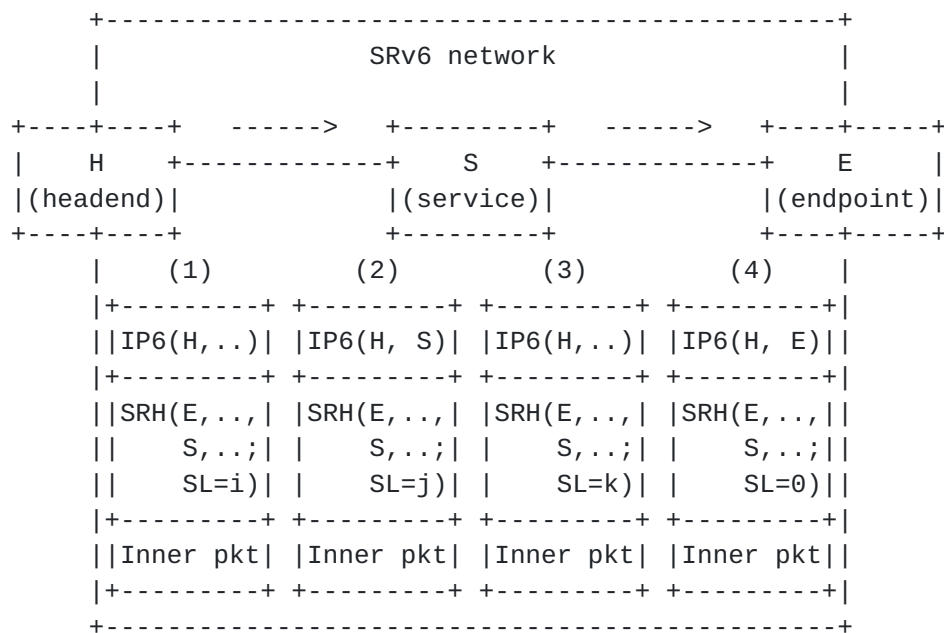 SRv6 network
------> ------>
H S E
(headend) (service) (endpoint)
(1) (2) (3) (4)
IP6(H,..) IP6(H, S) IP6(H,..) IP6(H, E)
SRH(E,.., SRH(E,.., SRH(E,.., SRH(E,..,
S,..; S,..; S,..; S,..;
SL=i) SL=j) SL=k) SL=0)
Inner pkt Inner pkt Inner pkt Inner pkt